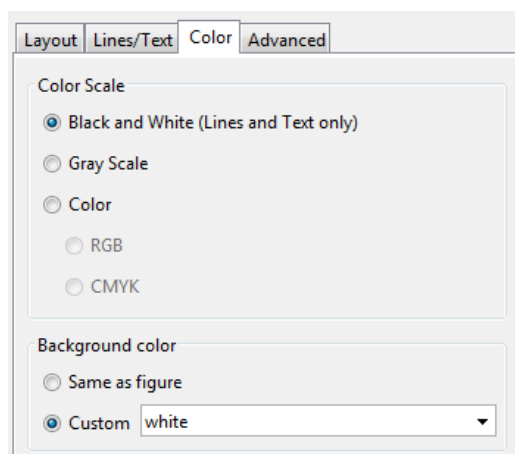 Layout Lines/Text Color Advanced
Color Scale
Black and White (Lines and Text only)
Gray Scale
Color
RGB
CMYK
Background color
Same as figure
Custom white